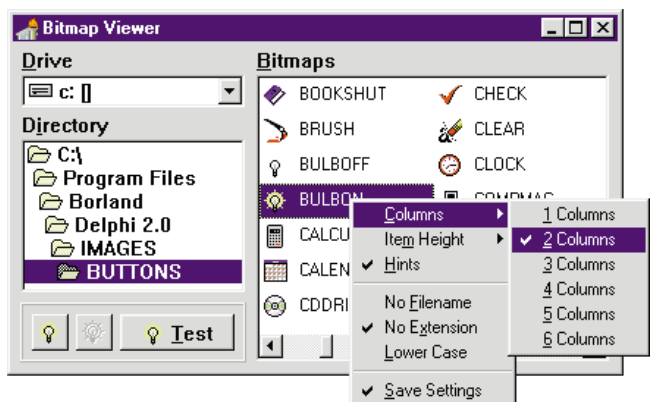 Bitmap Viewer
Drive
c: []
Directory
C:\
Program Files
Borland
Delphi 2.0
IMAGES
BUTTONS
Test
Bitmaps
BOOKSHUT
CHECK
BRUSH
CLEAR
BULBOFF
CLOCK
BULBON
CALCU
CALEN
CDDRI
Columns
Item Height
Hints
No Filename
No Extension
Lower Case
Save Settings
1 Columns
2 Columns
3 Columns
4 Columns
5 Columns
6 Columns